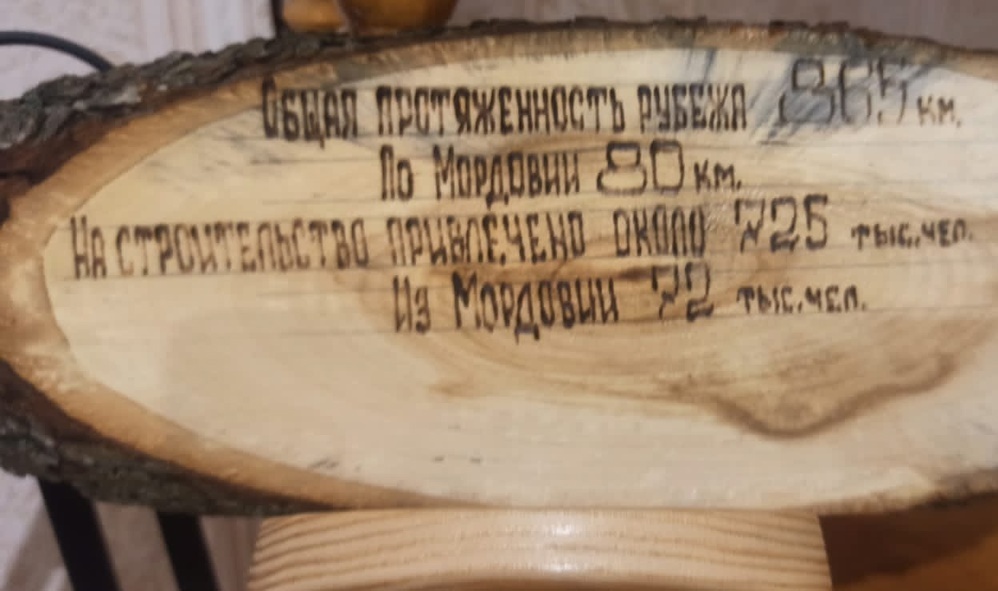 Общая протяженность рубежа 865 км.
По Мордовии 80 км.
На строительство привлечено около 725 тыс.чел.
Из Мордовии 72 тыс.чел.